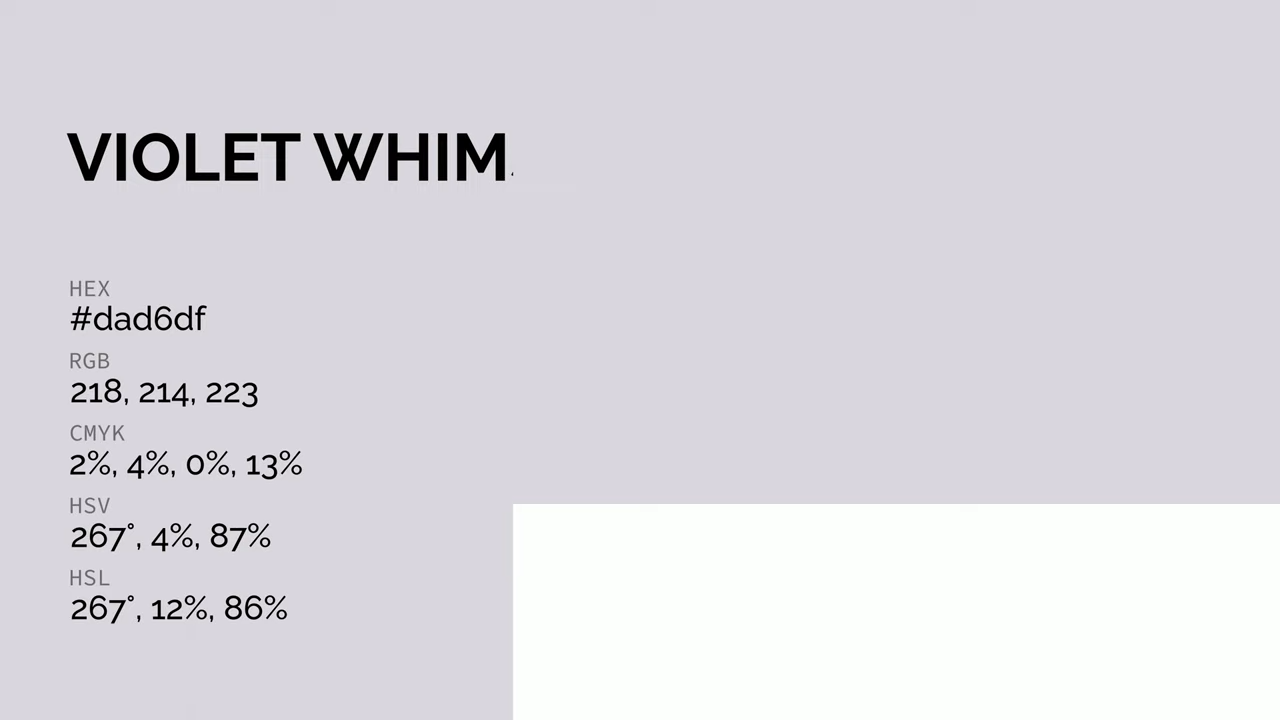 VIOLET WHIM
HEX
#dad6df
RGB
218, 214, 223
CMYK
2%, 4%, 0%, 13%
HSV
267°, 4%, 87%
HSL
267°, 12%, 86%